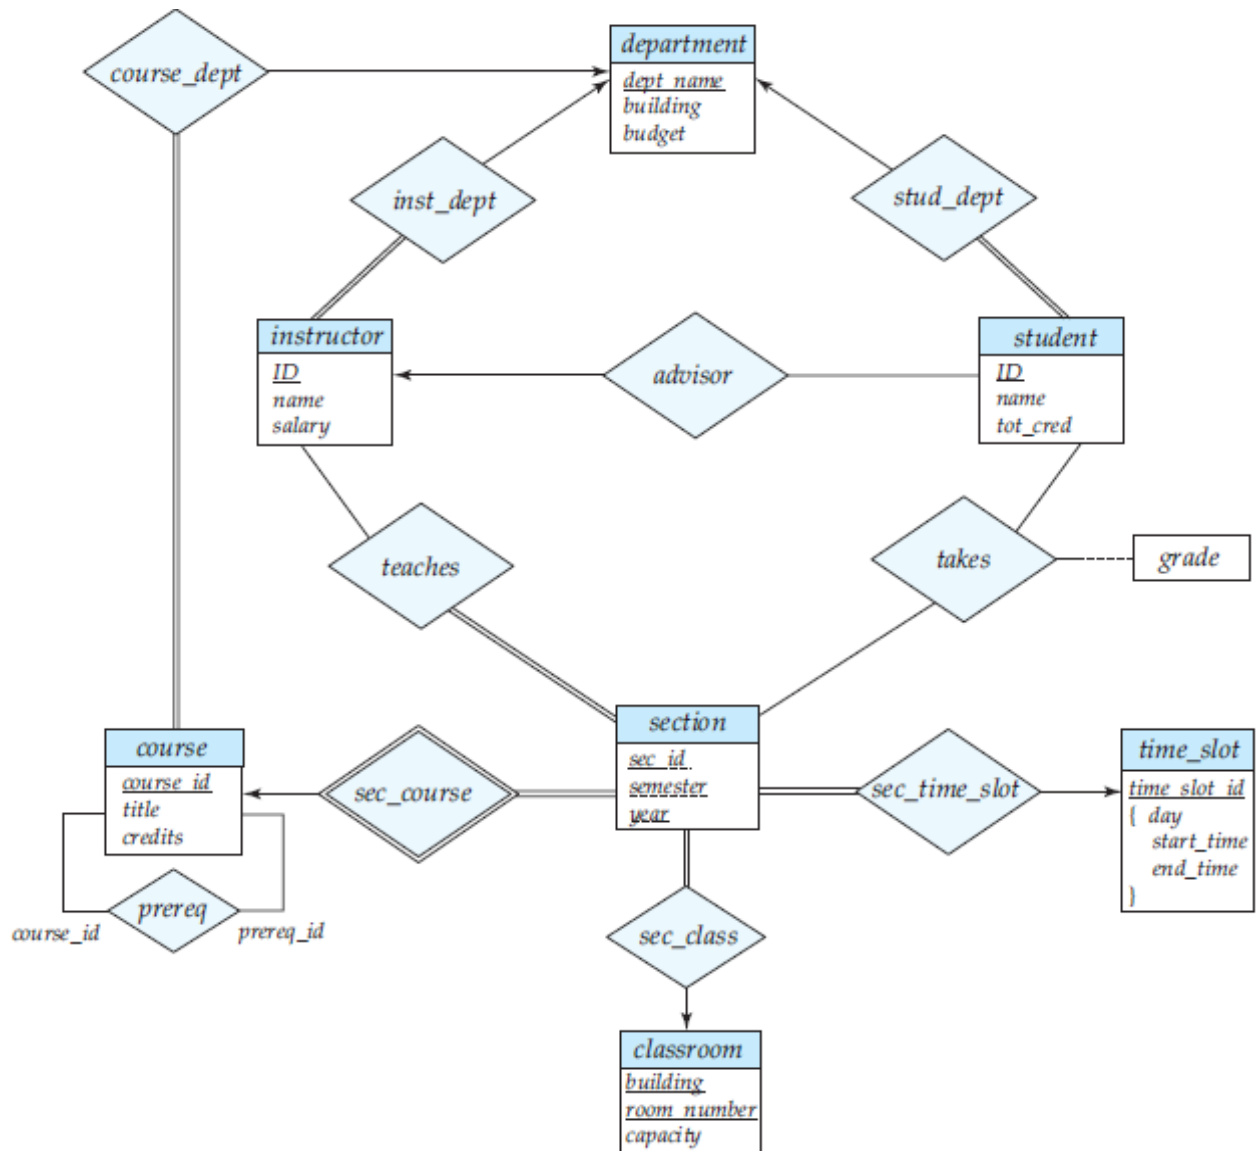 department
dept_name
building
budget
course_dept
inst_dept
stud_dept
instructor
ID
name
salary
advisor
student
ID
name
tot_cred
teaches
takes
grade
course
course_id
title
credits
prereq
course_id
prereq_id
sec_course
section
sec_id
semester
year
sec_time_slot
time_slot
time_slot_id
{ day
start_time
end_time
}
sec_class
classroom
building
room_number
capacity